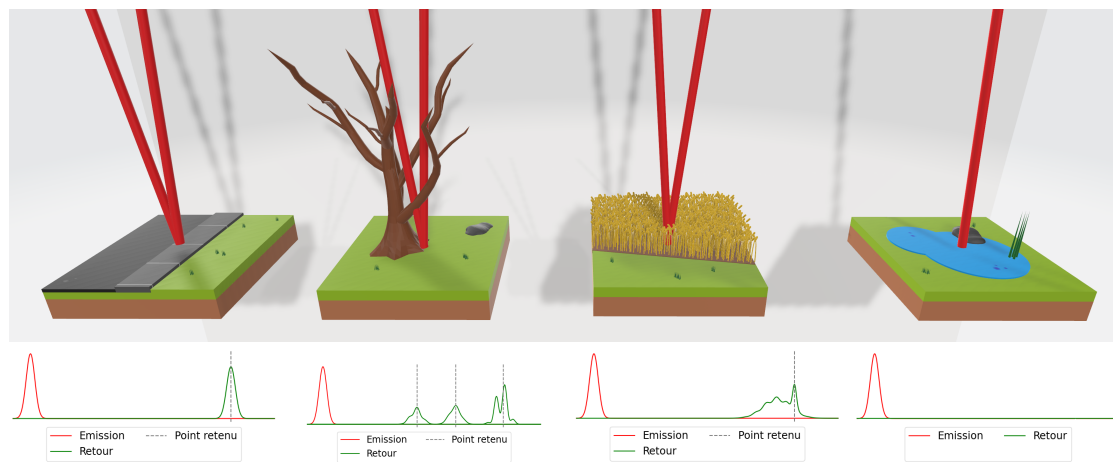 Emission
Point retenu
Retour
Emission
Point retenu
Retour
Emission
Point retenu
Retour
Emission
Retour